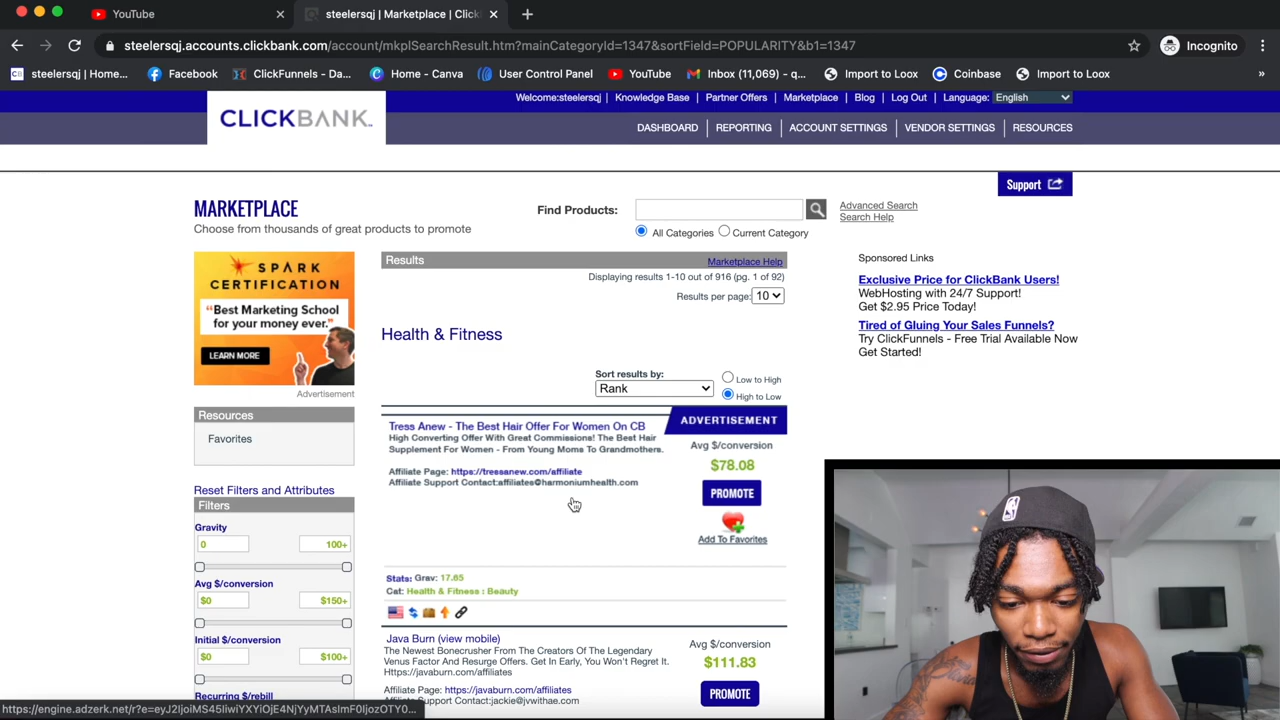 YouTube
steelersqj | Marketplace | Click
steelersqj.accounts.clickbank.com/account/mkplSearchResult.htm?mainCategoryId=1347&sortField=POPULARITY&b1=1347
Incognito
steelersqj | Home...
Facebook
ClickFunnels - Da...
Home - Canva
User Control Panel
YouTube
Inbox (11,069) - q...
Import to Loox
Coinbase
Import to Loox
»
Welcome:steelersqj | Knowledge Base | Partner Offers | Marketplace | Blog | Log Out | Language: English
CLICKBANK
DASHBOARD | REPORTING | ACCOUNT SETTINGS | VENDOR SETTINGS | RESOURCES
Support
MARKETPLACE
Choose from thousands of great products to promote
Find Products:
Advanced Search
Search Help
All Categories
Current Category
SPARK
CERTIFICATION
"Best Marketing School
for your money ever."
LEARN MORE
Advertisement
Results
Marketplace Help
Displaying results 1-10 out of 916 (pg. 1 of 92)
Results per page: 10
Sponsored Links
Exclusive Price for ClickBank Users!
WebHosting with 24/7 Support!
Get $2.95 Price Today!
Tired of Gluing Your Sales Funnels?
Try ClickFunnels - Free Trial Available Now
Get Started!
Health & Fitness
Sort results by:
Rank
Low to High
High to Low
Resources
Favorites
Reset Filters and Attributes
Filters
Gravity
0
100+
Avg $/conversion
$0
$150+
Initial $/conversion
$0
$100+
Recurring $/rebill
Tress Anew - The Best Hair Offer For Women On CB
High Converting Offer With Great Commissions! The Best Hair
Supplement For Women - From Young Moms To Grandmothers.
Affiliate Page: https://tressanew.com/affiliate
Affiliate Support Contact:affiliates@harmoniumhealth.com
ADVERTISEMENT
Avg $/conversion
$78.08
PROMOTE
Add To Favorites
Stats: Grav: 17.65
Cat: Health & Fitness : Beauty
Java Burn (view mobile)
The Newest Bonecrusher From The Creators Of The Legendary
Venus Factor And Resurge Offers. Get In Early, You Won't Regret It.
Https://javaburn.com/affiliates
Affiliate Page: https://javaburn.com/affiliates
Affiliate Support Contact:jackie@jvwithae.com
Avg $/conversion
$111.83
PROMOTE